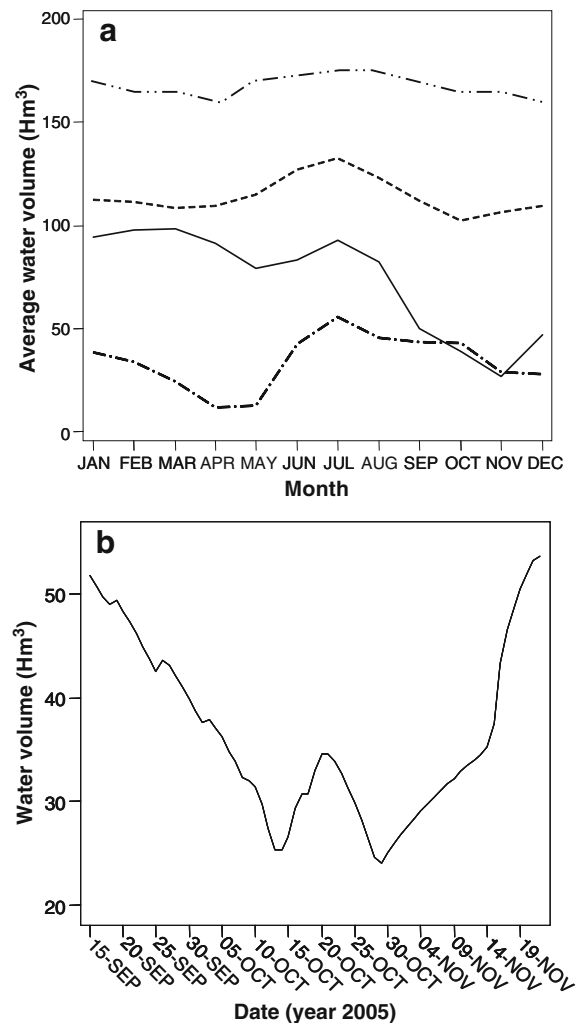 a
Average water volume (Hm³)
200
150
100
50
0
JAN FEB MAR APR MAY JUN JUL AUG SEP OCT NOV DEC
Month
b
Water volume (Hm³)
50
40
30
20
15-SEP 20-SEP 25-SEP 30-SEP 05-OCT 10-OCT 15-OCT 20-OCT 25-OCT 30-OCT 04-NOV 09-NOV 14-NOV 19-NOV
Date (year 2005)